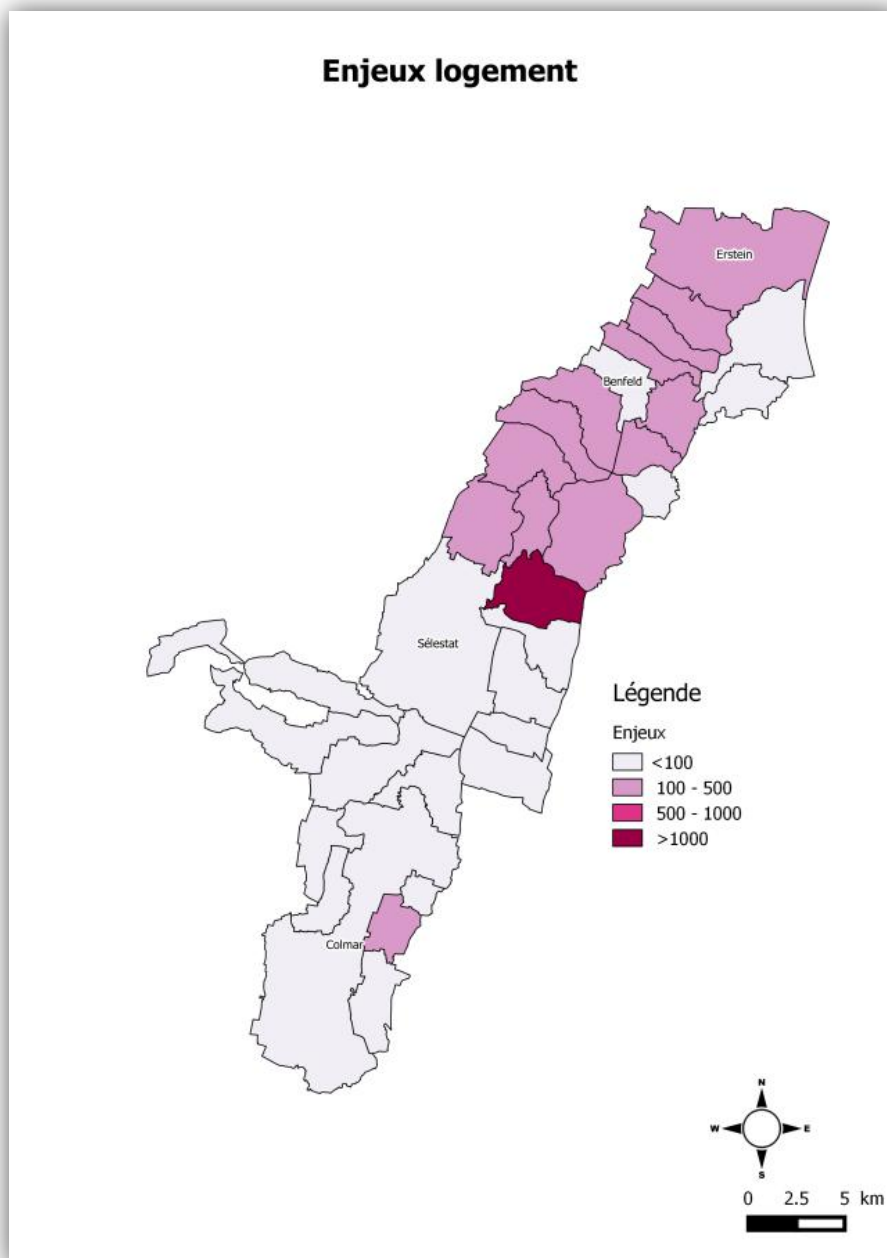 Enjeux logement
Erstein
Benfeld
Sélestat
Légende
Enjeux
<100
100 - 500
500 - 1000
>1000
Colmar
N
W E
S
0 2.5 5 km